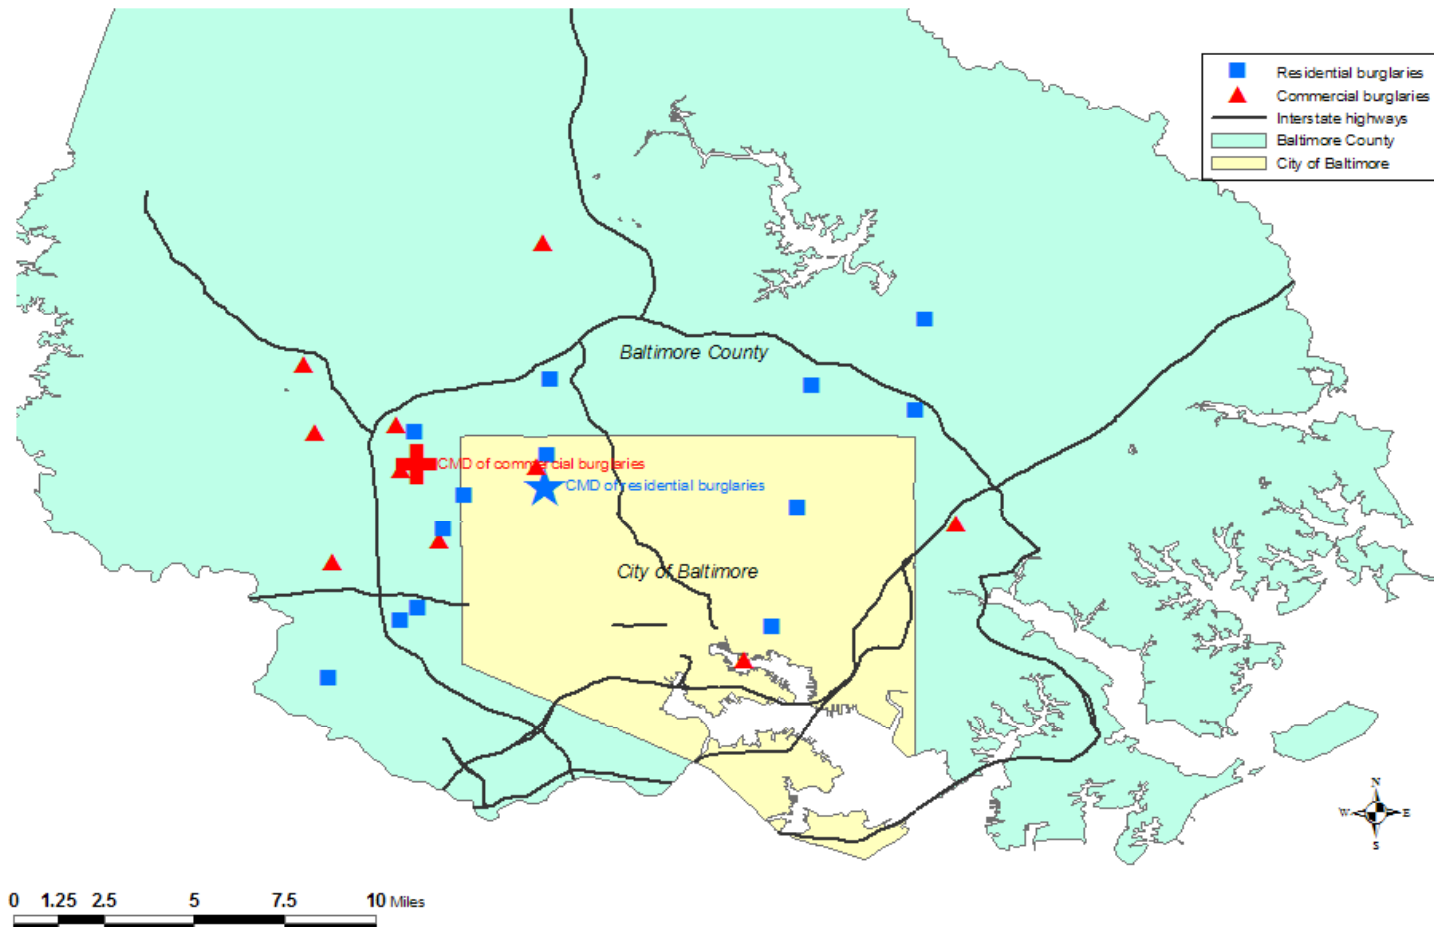 Residential burglaries
Commercial burglaries
Interstate highways
Baltimore County
City of Baltimore
Baltimore County
CMD of commercial burglaries
CMD of residential burglaries
City of Baltimore
N
W E
S
0 1.25 2.5 5 7.5 10 Miles